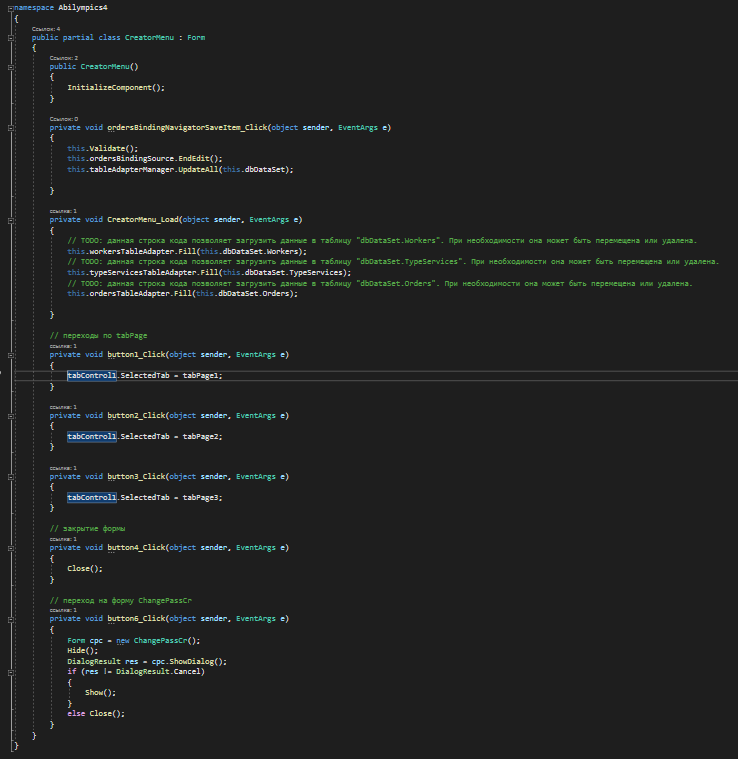 namespace Abilympics4
{
Ссылок: 4
public partial class CreatorMenu : Form
{
Ссылок: 2
public CreatorMenu()
{
InitializeComponent();
}
Ссылок: 0
private void ordersBindingNavigatorSaveItem_Click(object sender, EventArgs e)
{
this.Validate();
this.ordersBindingSource.EndEdit();
this.tableAdapterManager.UpdateAll(this.dbDataSet);
}
ссылка: 1
private void CreatorMenu_Load(object sender, EventArgs e)
{
// TODO: данная строка кода позволяет загрузить данные в таблицу "dbDataSet.Workers". При необходимости она может быть перемещена или удалена.
this.workersTableAdapter.Fill(this.dbDataSet.Workers);
// TODO: данная строка кода позволяет загрузить данные в таблицу "dbDataSet.TypeServices". При необходимости она может быть перемещена или удалена.
this.typeServicesTableAdapter.Fill(this.dbDataSet.TypeServices);
// TODO: данная строка кода позволяет загрузить данные в таблицу "dbDataSet.Orders". При необходимости она может быть перемещена или удалена.
this.ordersTableAdapter.Fill(this.dbDataSet.Orders);
}
// переходы по tabPage
ссылка: 1
private void button1_Click(object sender, EventArgs e)
{
tabControl1.SelectedTab = tabPage1;
}
ссылка: 1
private void button2_Click(object sender, EventArgs e)
{
tabControl1.SelectedTab = tabPage2;
}
ссылка: 1
private void button3_Click(object sender, EventArgs e)
{
tabControl1.SelectedTab = tabPage3;
}
// закрытие формы
ссылка: 1
private void button4_Click(object sender, EventArgs e)
{
Close();
}
// переход на форму ChangePassCr
ссылка: 1
private void button6_Click(object sender, EventArgs e)
{
Form cpc = new ChangePassCr();
Hide();
DialogResult res = cpc.ShowDialog();
if (res != DialogResult.Cancel)
{
Show();
}
else Close();
}
}
}